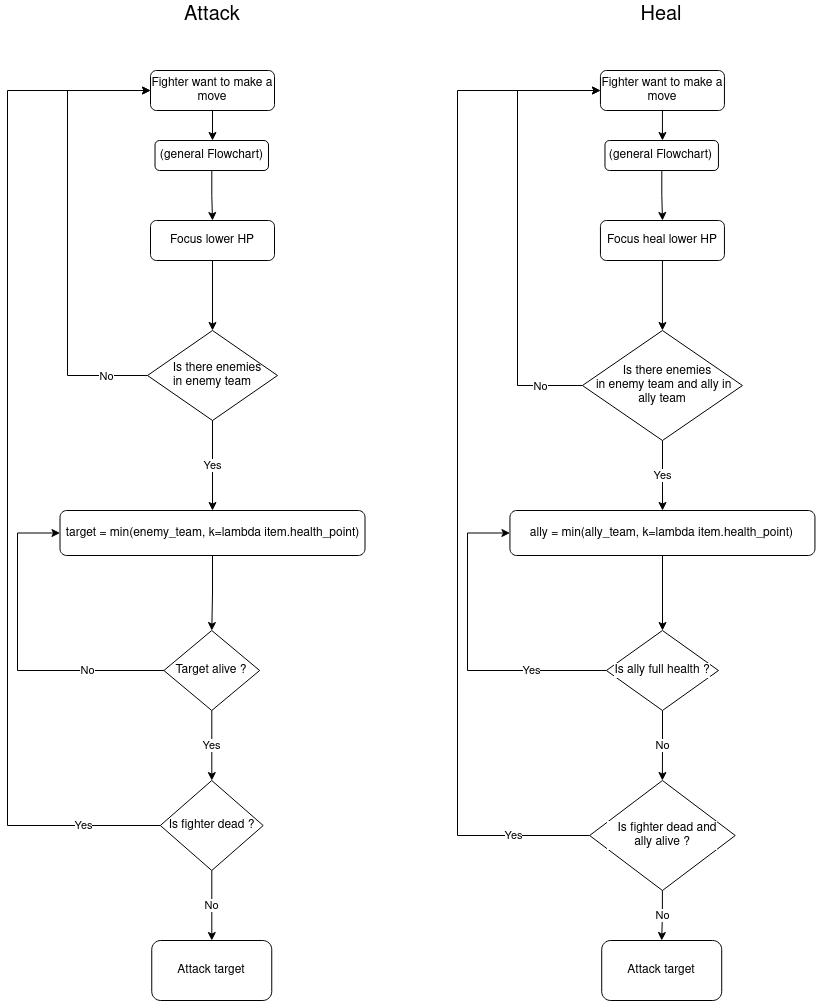 Attack
Fighter want to make a
move
(general Flowchart)
Focus lower HP
Is there enemies
in enemy team
No
Yes
target = min(enemy_team, k=lambda item.health_point)
Target alive ?
No
Yes
Is fighter dead ?
Yes
No
Attack target
Heal
Fighter want to make a
move
(general Flowchart)
Focus heal lower HP
Is there enemies
in enemy team and ally in
ally team
No
Yes
ally = min(ally_team, k=lambda item.health_point)
Is ally full health ?
Yes
No
Is fighter dead and
ally alive ?
Yes
No
Attack target